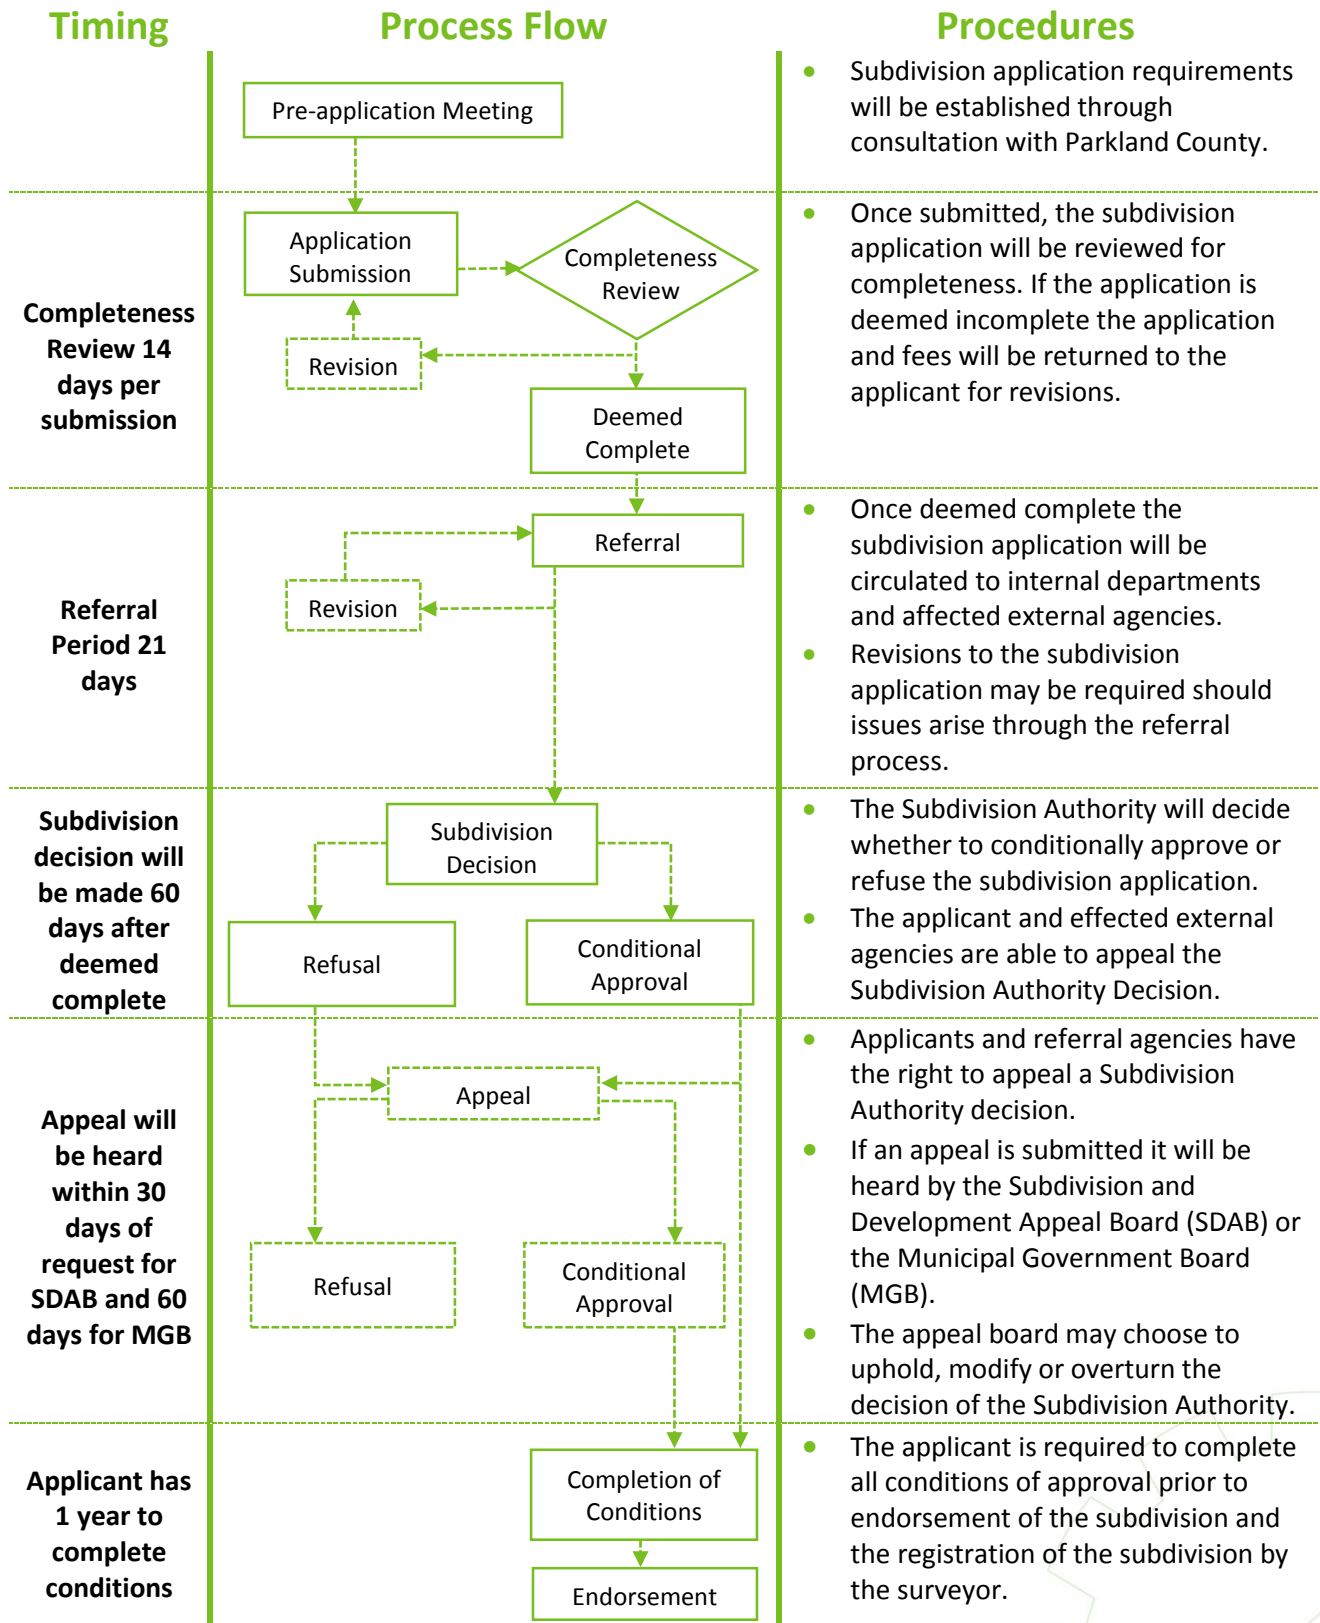 Timing
Process Flow
Procedures
Pre-application Meeting
• Subdivision application requirements
will be established through
consultation with Parkland County.
Completeness
Review 14
days per
submission
Application
Submission
Completeness
Review
Revision
Deemed
Complete
• Once submitted, the subdivision
application will be reviewed for
completeness. If the application is
deemed incomplete the application
and fees will be returned to the
applicant for revisions.
Referral
Period 21
days
Referral
Revision
• Once deemed complete the
subdivision application will be
circulated to internal departments
and affected external agencies.
• Revisions to the subdivision
application may be required should
issues arise through the referral
process.
Subdivision
decision will
be made 60
days after
deemed
complete
Subdivision
Decision
Refusal
Conditional
Approval
• The Subdivision Authority will decide
whether to conditionally approve or
refuse the subdivision application.
• The applicant and effected external
agencies are able to appeal the
Subdivision Authority Decision.
Appeal will
be heard
within 30
days of
request for
SDAB and 60
days for MGB
Appeal
Refusal
Conditional
Approval
• Applicants and referral agencies have
the right to appeal a Subdivision
Authority decision.
• If an appeal is submitted it will be
heard by the Subdivision and
Development Appeal Board (SDAB) or
the Municipal Government Board
(MGB).
• The appeal board may choose to
uphold, modify or overturn the
decision of the Subdivision Authority.
Applicant has
1 year to
complete
conditions
Completion of
Conditions
Endorsement
• The applicant is required to complete
all conditions of approval prior to
endorsement of the subdivision and
the registration of the subdivision by
the surveyor.